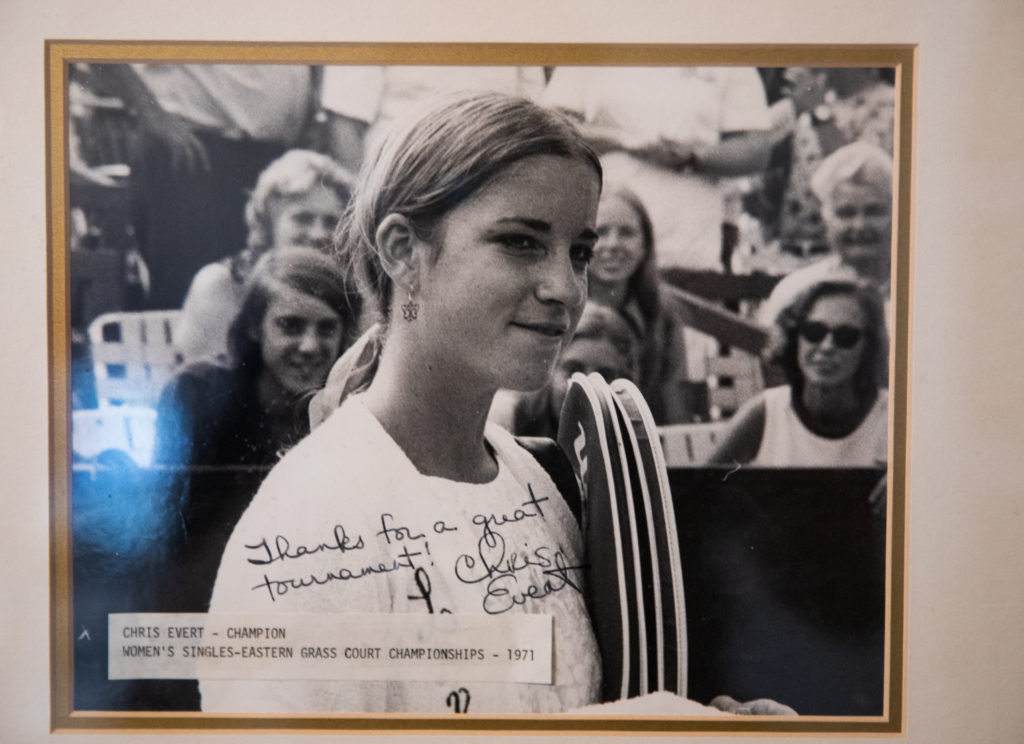 Thanks for a great
tournament!
Chris
Evert
CHRIS EVERT - CHAMPION
WOMEN'S SINGLES-EASTERN GRASS COURT CHAMPIONSHIPS - 1971